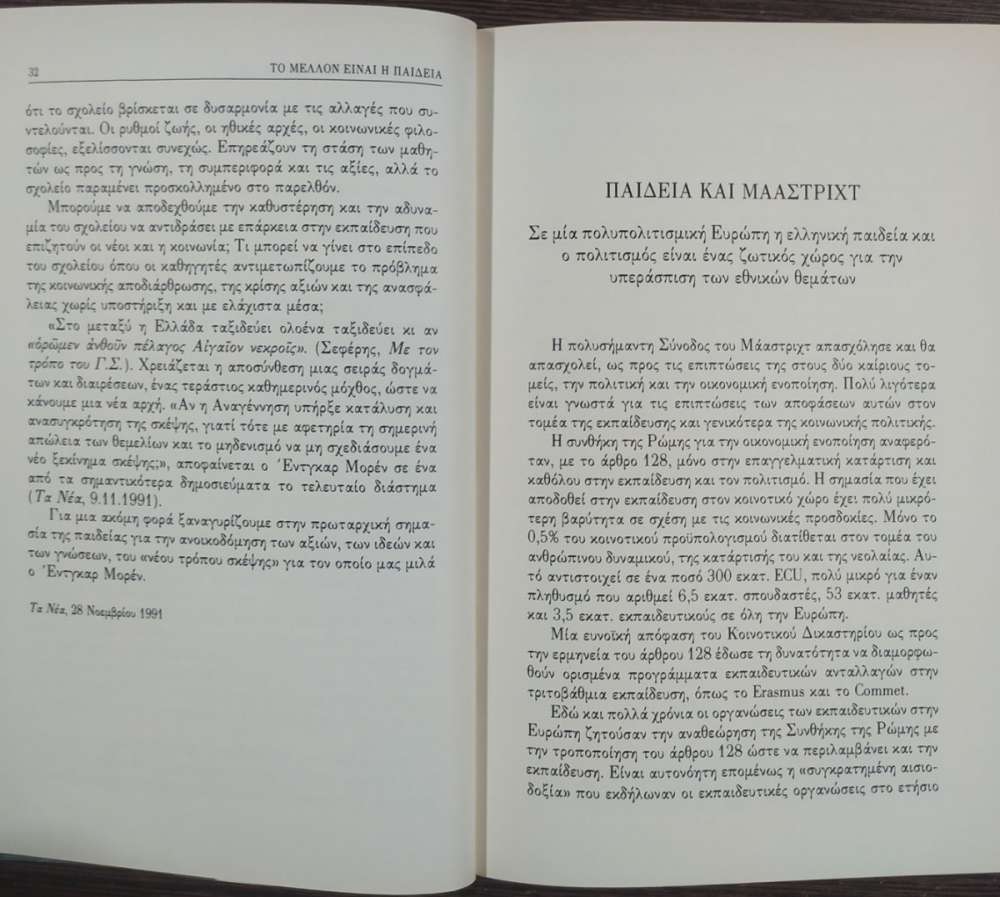 32
ΤΟ ΜΕΛΛΟΝ ΕΙΝΑΙ Η ΠΑΙΔΕΙΑ
ότι το σχολείο βρίσκεται σε δυσαρμονία με τις αλλαγές που συ-
ντελούνται. Οι ρυθμοί ζωής, οι ηθικές αρχές, οι κοινωνικές φιλο-
σοφίες, εξελίσσονται συνεχώς. Επηρεάζουν τη στάση των μαθη-
τών ως προς τη γνώση, τη συμπεριφορά και τις αξίες, αλλά το
σχολείο παραμένει προσκολλημένο στο παρελθόν.
Μπορούμε να αποδεχθούμε την καθυστέρηση και την αδυνα-
μία του σχολείου να αντιδράσει με επάρκεια στην εκπαίδευση που
επιζητούν οι νέοι και η κοινωνία; Τι μπορεί να γίνει στο επίπεδο
του σχολείου όπου οι καθηγητές αντιμετωπίζουμε το πρόβλημα
της κοινωνικής αποδιάρθρωσης, της κρίσης αξιών και της ανασφά-
λειας χωρίς υποστήριξη και με ελάχιστα μέσα;
«Στο μεταξύ η Ελλάδα ταξιδεύει ολοένα ταξιδεύει κι αν
«ὁρῶμεν ἀνθοῦν πέλαγος Αἰγαῖον νεκροῖς». (Σεφέρης, Με τον
τρόπο του Γ.Σ.). Χρειάζεται η αποσύνθεση μιας σειράς δογμά-
των και διαιρέσεων, ένας τεράστιος καθημερινός μόχθος, ώστε να
κάνουμε μια νέα αρχή. «Αν η Αναγέννηση υπήρξε κατάλυση και
ανασυγκρότηση της σκέψης, γιατί τότε με αφετηρία τη σημερινή
απώλεια των θεμελίων και το μηδενισμό να μη σχεδιάσουμε ένα
νέο ξεκίνημα σκέψης;», αποφαίνεται ο Έντγκαρ Μορέν σε ένα
από τα σημαντικότερα δημοσιεύματα το τελευταίο διάστημα
(Τα Νέα, 9.11.1991).
Για μια ακόμη φορά ξαναγυρίζουμε στην πρωταρχική σημα-
σία της παιδείας για την ανοικοδόμηση των αξιών, των ιδεών και
των γνώσεων, του «νέου τρόπου σκέψης» για τον οποίο μας μιλά
ο Έντγκαρ Μορέν.
Τα Νέα, 28 Νοεμβρίου 1991
ΠΑΙΔΕΙΑ ΚΑΙ ΜΑΑΣΤΡΙΧΤ
Σε μία πολυπολιτισμική Ευρώπη η ελληνική παιδεία και
ο πολιτισμός είναι ένας ζωτικός χώρος για την
υπεράσπιση των εθνικών θεμάτων
Η πολυσήμαντη Σύνοδος του Μάαστριχτ απασχόλησε και θα
απασχολεί, ως προς τις επιπτώσεις της στους δύο καίριους το-
μείς, την πολιτική και την οικονομική ενοποίηση. Πολύ λιγότερα
είναι γνωστά για τις επιπτώσεις των αποφάσεων αυτών στον
τομέα της εκπαίδευσης και γενικότερα της κοινωνικής πολιτικής.
Η συνθήκη της Ρώμης για την οικονομική ενοποίηση αναφερό-
ταν, με το άρθρο 128, μόνο στην επαγγελματική κατάρτιση και
καθόλου στην εκπαίδευση και τον πολιτισμό. Η σημασία που έχει
αποδοθεί στην εκπαίδευση στον κοινοτικό χώρο έχει πολύ μικρό-
τερη βαρύτητα σε σχέση με τις κοινωνικές προσδοκίες. Μόνο το
0,5% του κοινοτικού προϋπολογισμού διατίθεται στον τομέα του
ανθρώπινου δυναμικού, της κατάρτισής του και της νεολαίας. Αυ-
τό αντιστοιχεί σε ένα ποσό 300 εκατ. ECU, πολύ μικρό για έναν
πληθυσμό που αριθμεί 6,5 εκατ. σπουδαστές, 53 εκατ. μαθητές
και 3,5 εκατ. εκπαιδευτικούς σε όλη την Ευρώπη.
Μία ευνοϊκή απόφαση του Κοινοτικού Δικαστηρίου ως προς
την ερμηνεία του άρθρου 128 έδωσε τη δυνατότητα να διαμορφω-
θούν ορισμένα προγράμματα εκπαιδευτικών ανταλλαγών στην
τριτοβάθμια εκπαίδευση, όπως το Erasmus και το Commet.
Εδώ και πολλά χρόνια οι οργανώσεις των εκπαιδευτικών στην
Ευρώπη ζητούσαν την αναθεώρηση της Συνθήκης της Ρώμης με
την τροποποίηση του άρθρου 128 ώστε να περιλαμβάνει και την
εκπαίδευση. Είναι αυτονόητη επομένως η «συγκρατημένη αισιο-
δοξία» που εκδήλωναν οι εκπαιδευτικές οργανώσεις στο ετήσιο